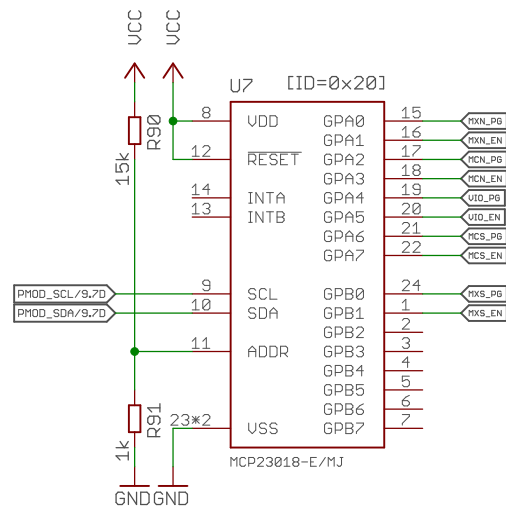 VCC
VCC
U7
[ID=0x20]
R90
15k
8 VDD
12 RESET
14 INTA
13 INTB
9 SCL
10 SDA
11 ADDR
23*2 VSS
GPA0 15 MXN_PG
GPA1 16 MXN_EN
GPA2 17 MCN_PG
GPA3 18 MCN_EN
GPA4 19 VIO_PG
GPA5 20 VIO_EN
GPA6 21 MCS_PG
GPA7 22 MCS_EN
GPB0 24 MXS_PG
GPB1 1 MXS_EN
GPB2 2
GPB3 3
GPB4 4
GPB5 5
GPB6 6
GPB7 7
PMOD_SCL/9.7D
PMOD_SDA/9.7D
R91
1k
MCP23018-E/MJ
GND
GND